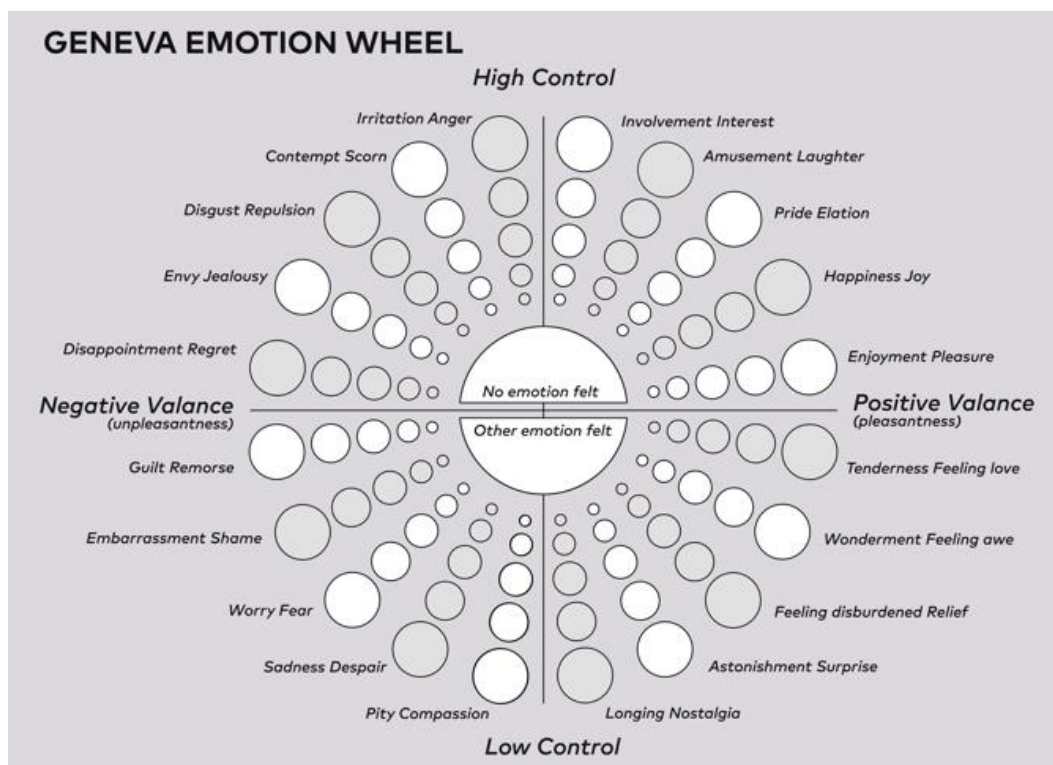 GENEVA EMOTION WHEEL
High Control
Irritation Anger
Involvement Interest
Contempt Scorn
Amusement Laughter
Disgust Repulsion
Pride Elation
Envy Jealousy
Happiness Joy
Disappointment Regret
Enjoyment Pleasure
No emotion felt
Negative Valance
(unpleasantness)
Positive Valance
(pleasantness)
Other emotion felt
Guilt Remorse
Tenderness Feeling love
Embarrassment Shame
Wonderment Feeling awe
Worry Fear
Feeling disburdened Relief
Sadness Despair
Astonishment Surprise
Pity Compassion
Longing Nostalgia
Low Control